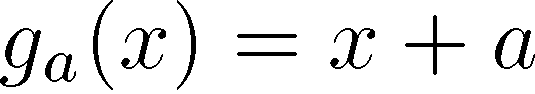 g_a(x) = x + a